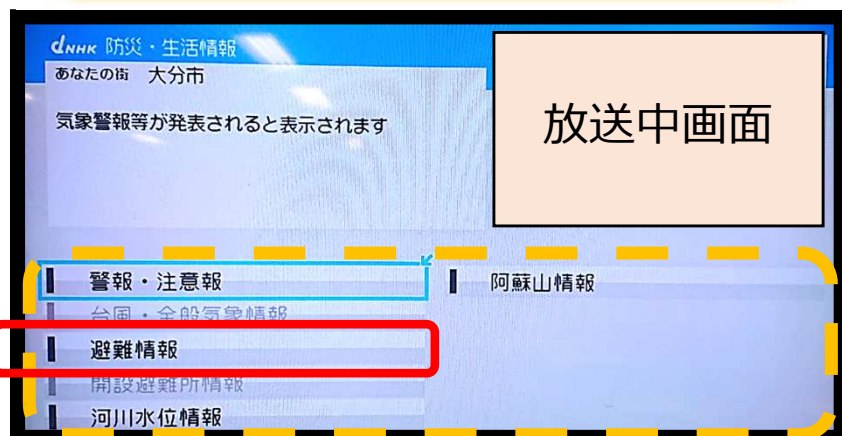 dNHK 防災・生活情報
あなたの街 大分市
気象警報等が発表されると表示されます
放送中画面
警報・注意報
阿蘇山情報
台風・全般気象情報
避難情報
開設避難所情報
河川水位情報